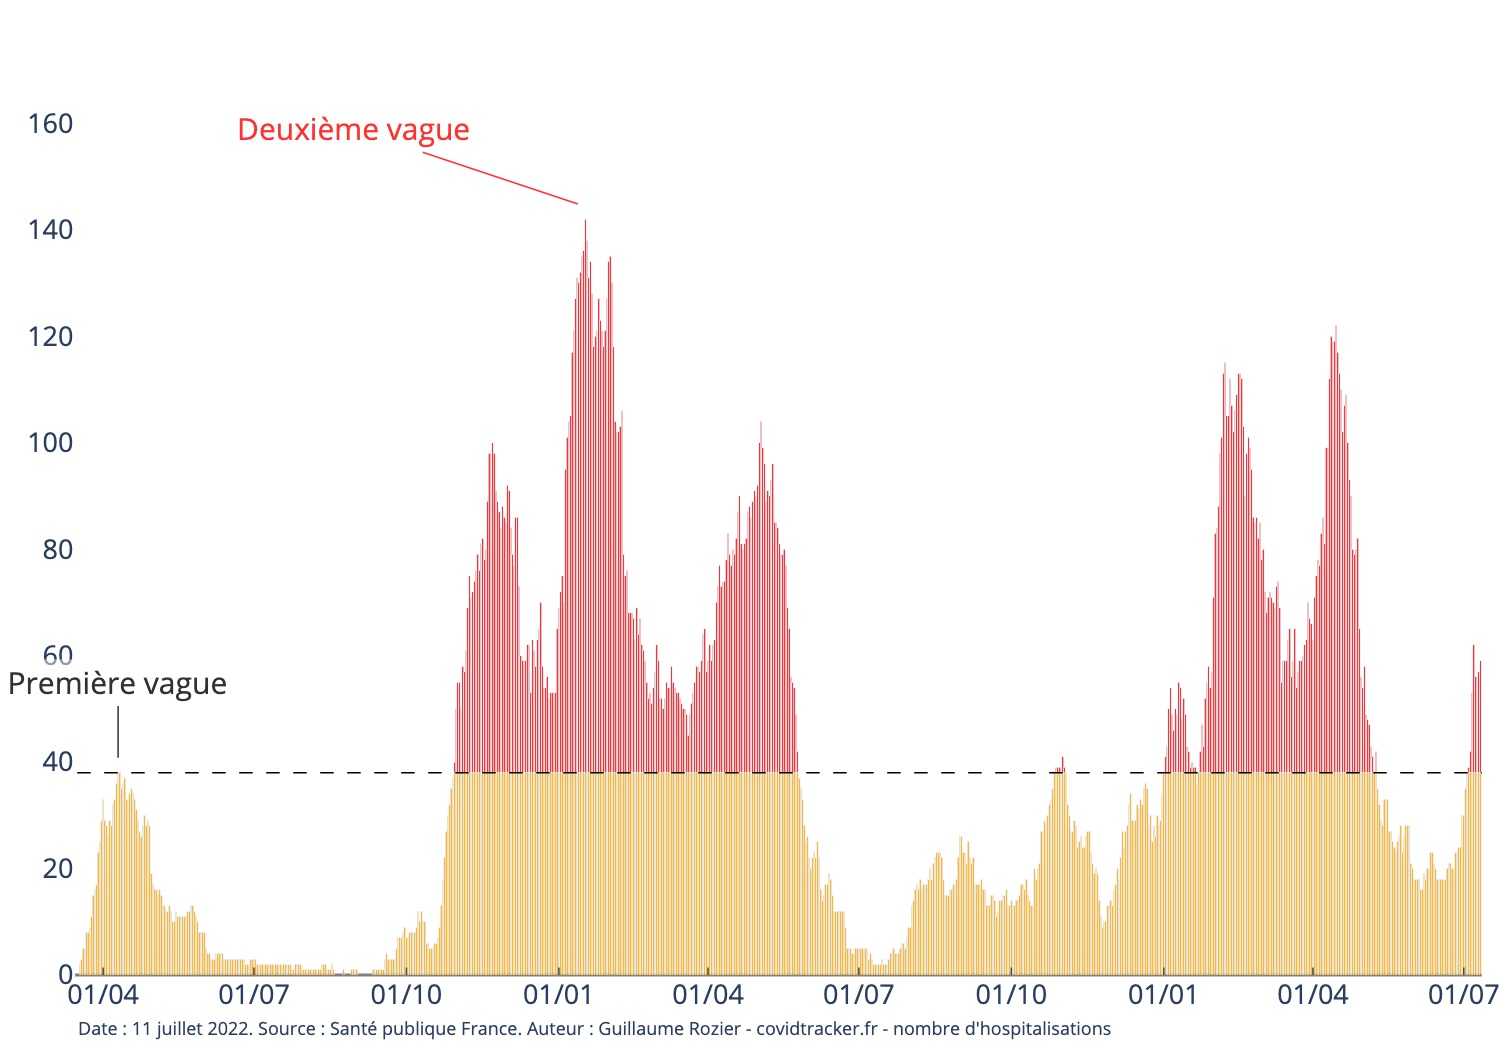 160
Deuxième vague
140
120
100
80
60
Première vague
40
20
0
01/04 01/07 01/10 01/01 01/04 01/07 01/10 01/01 01/04 01/07
Date : 11 juillet 2022. Source : Santé publique France. Auteur : Guillaume Rozier - covidtracker.fr - nombre d'hospitalisations